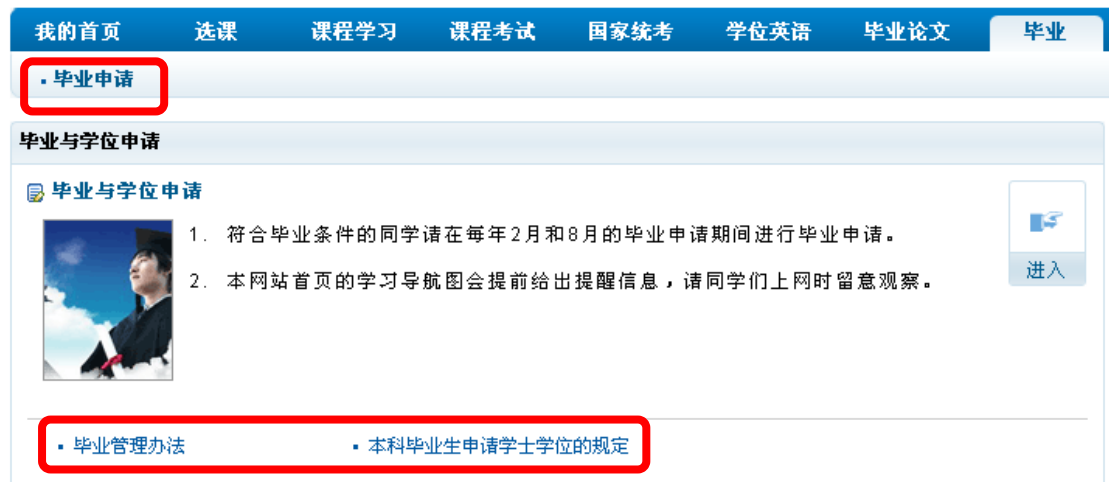 我的首页 选课 课程学习 课程考试 国家统考 学位英语 毕业论文 毕业
▪ 毕业申请
毕业与学位申请
毕业与学位申请
1. 符合毕业条件的同学请在每年2月和8月的毕业申请期间进行毕业申请。
2. 本网站首页的学习导航图会提前给出提醒信息，请同学们上网时留意观察。
进入
▪ 毕业管理办法 ▪ 本科毕业生申请学士学位的规定